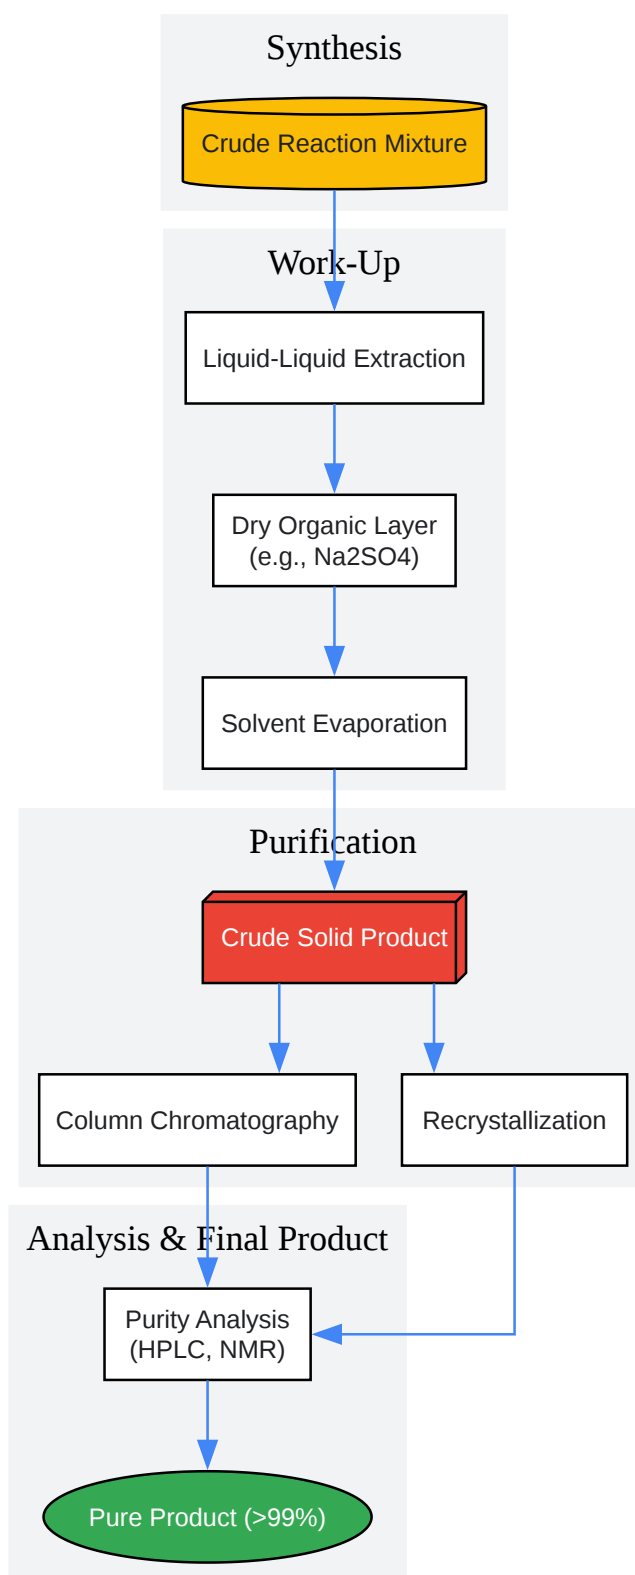 Synthesis
Crude Reaction Mixture
Work-Up
Liquid-Liquid Extraction
Dry Organic Layer
(e.g., Na2SO4)
Solvent Evaporation
Purification
Crude Solid Product
Column Chromatography
Recrystallization
Analysis & Final Product
Purity Analysis
(HPLC, NMR)
Pure Product (>99%)